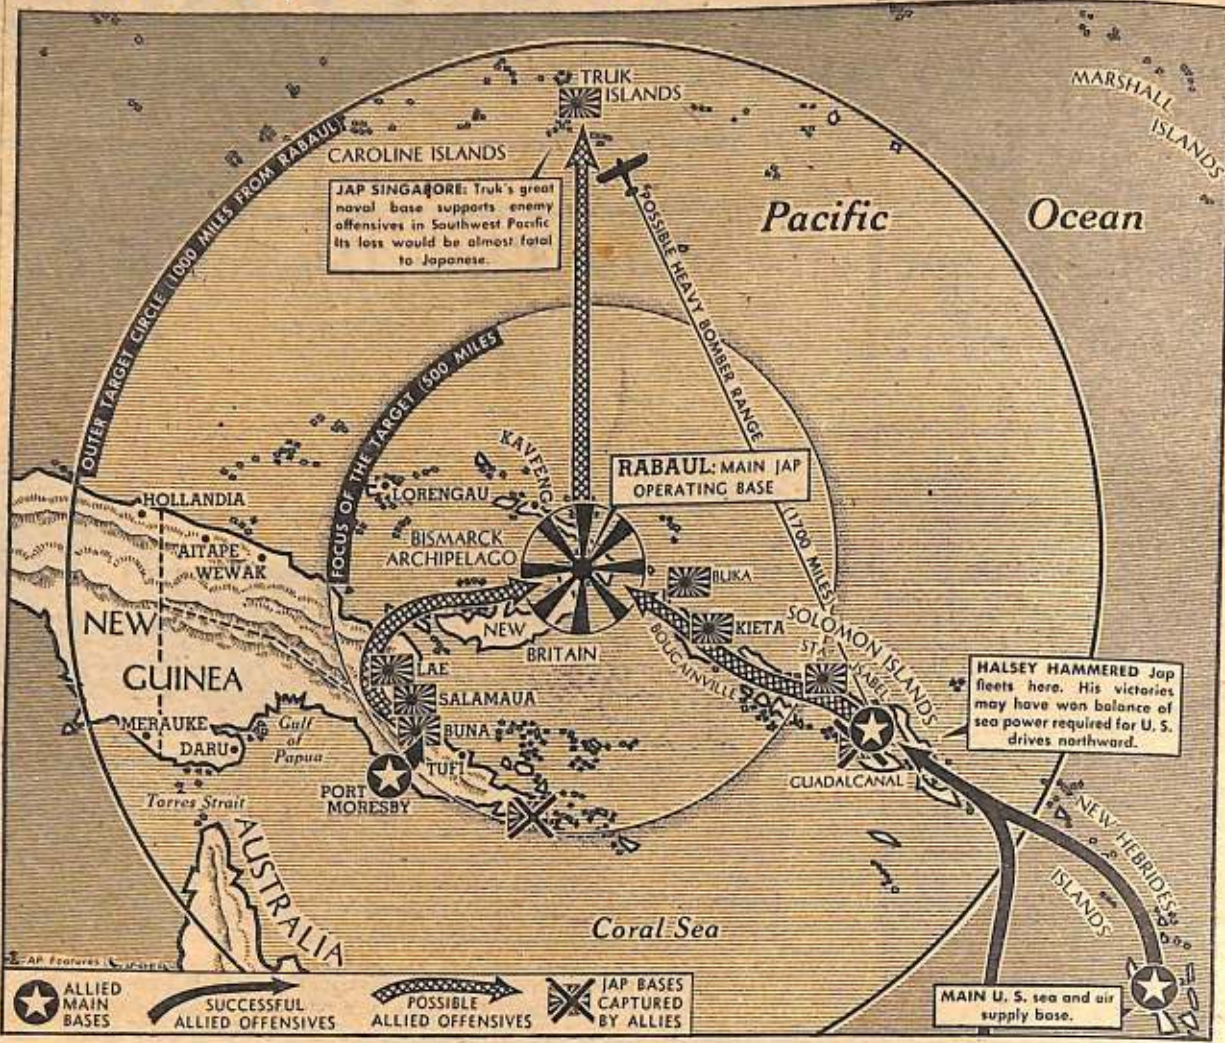 TRUK
ISLANDS
MARSHALL
ISLANDS
CAROLINE ISLANDS
OUTER TARGET CIRCLE (1000 MILES FROM RABAUL)
JAP SINGAPORE: Truk's great
naval base supports enemy
offensives in Southwest Pacific
Its loss would be almost fatal
to Japanese.
Pacific Ocean
POSSIBLE HEAVY BOMBER RANGE (1700 MILES)
FOCUS OF THE TARGET (500 MILES
KAVIENG
RABAUL: MAIN JAP
OPERATING BASE
LORENGAU
HOLLANDIA
BISMARCK
ARCHIPELAGO
AITAPE
WEWAK
BUKA
NEW
GUINEA
NEW
BRITAIN
KIETA
BOUGAINVILLE
SOLOMON ISLANDS
STA.
ISABEL
LAE
SALAMAUA
BUNA
TUFI
HALSEY HAMMERED Jap
fleets here. His victories
may have won balance of
sea power required for U. S.
drives northward.
MERAUKE
DARU
Gulf
of
Papua
PORT
MORESBY
GUADALCANAL
Torres Strait
AUSTRALIA
NEW HEBRIDES
ISLANDS
Coral Sea
AP Features
ALLIED
MAIN
BASES
SUCCESSFUL
ALLIED OFFENSIVES
POSSIBLE
ALLIED OFFENSIVES
JAP BASES
CAPTURED
BY ALLIES
MAIN U. S. sea and air
supply base.